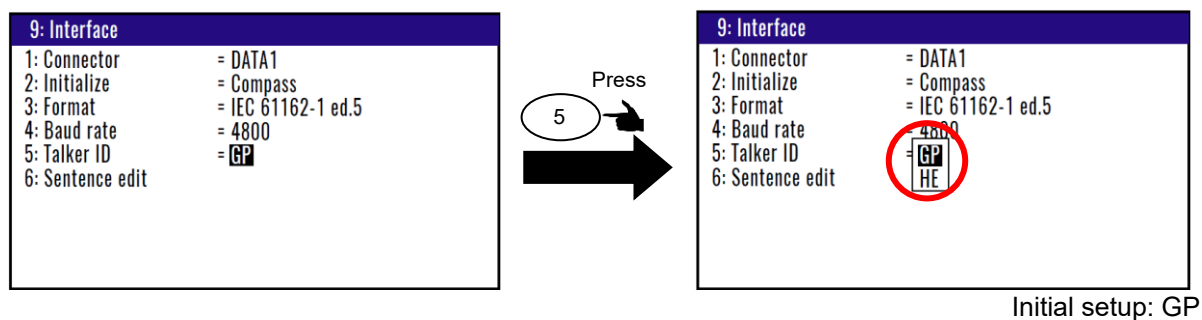 9: Interface
1: Connector = DATA1
2: Initialize = Compass
3: Format = IEC 61162-1 ed.5
4: Baud rate = 4800
5: Talker ID = GP
6: Sentence edit
Press
5
9: Interface
1: Connector = DATA1
2: Initialize = Compass
3: Format = IEC 61162-1 ed.5
4: Baud rate = 4800
5: Talker ID = GP
6: Sentence edit HE
Initial setup: GP